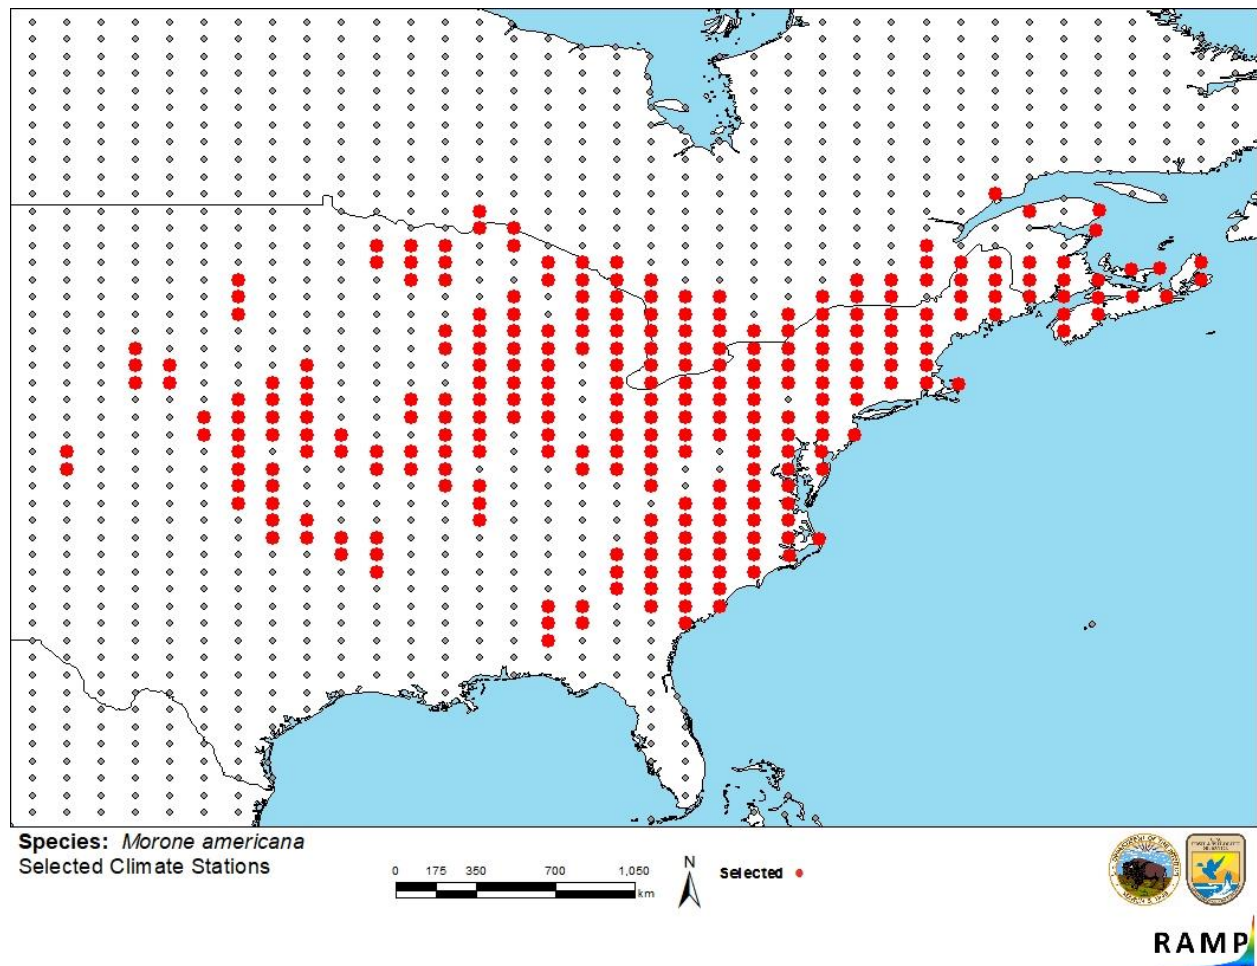 Species: Morone americana
Selected Climate Stations
0 175 350 700 1,050
km
N
Selected
RAMP